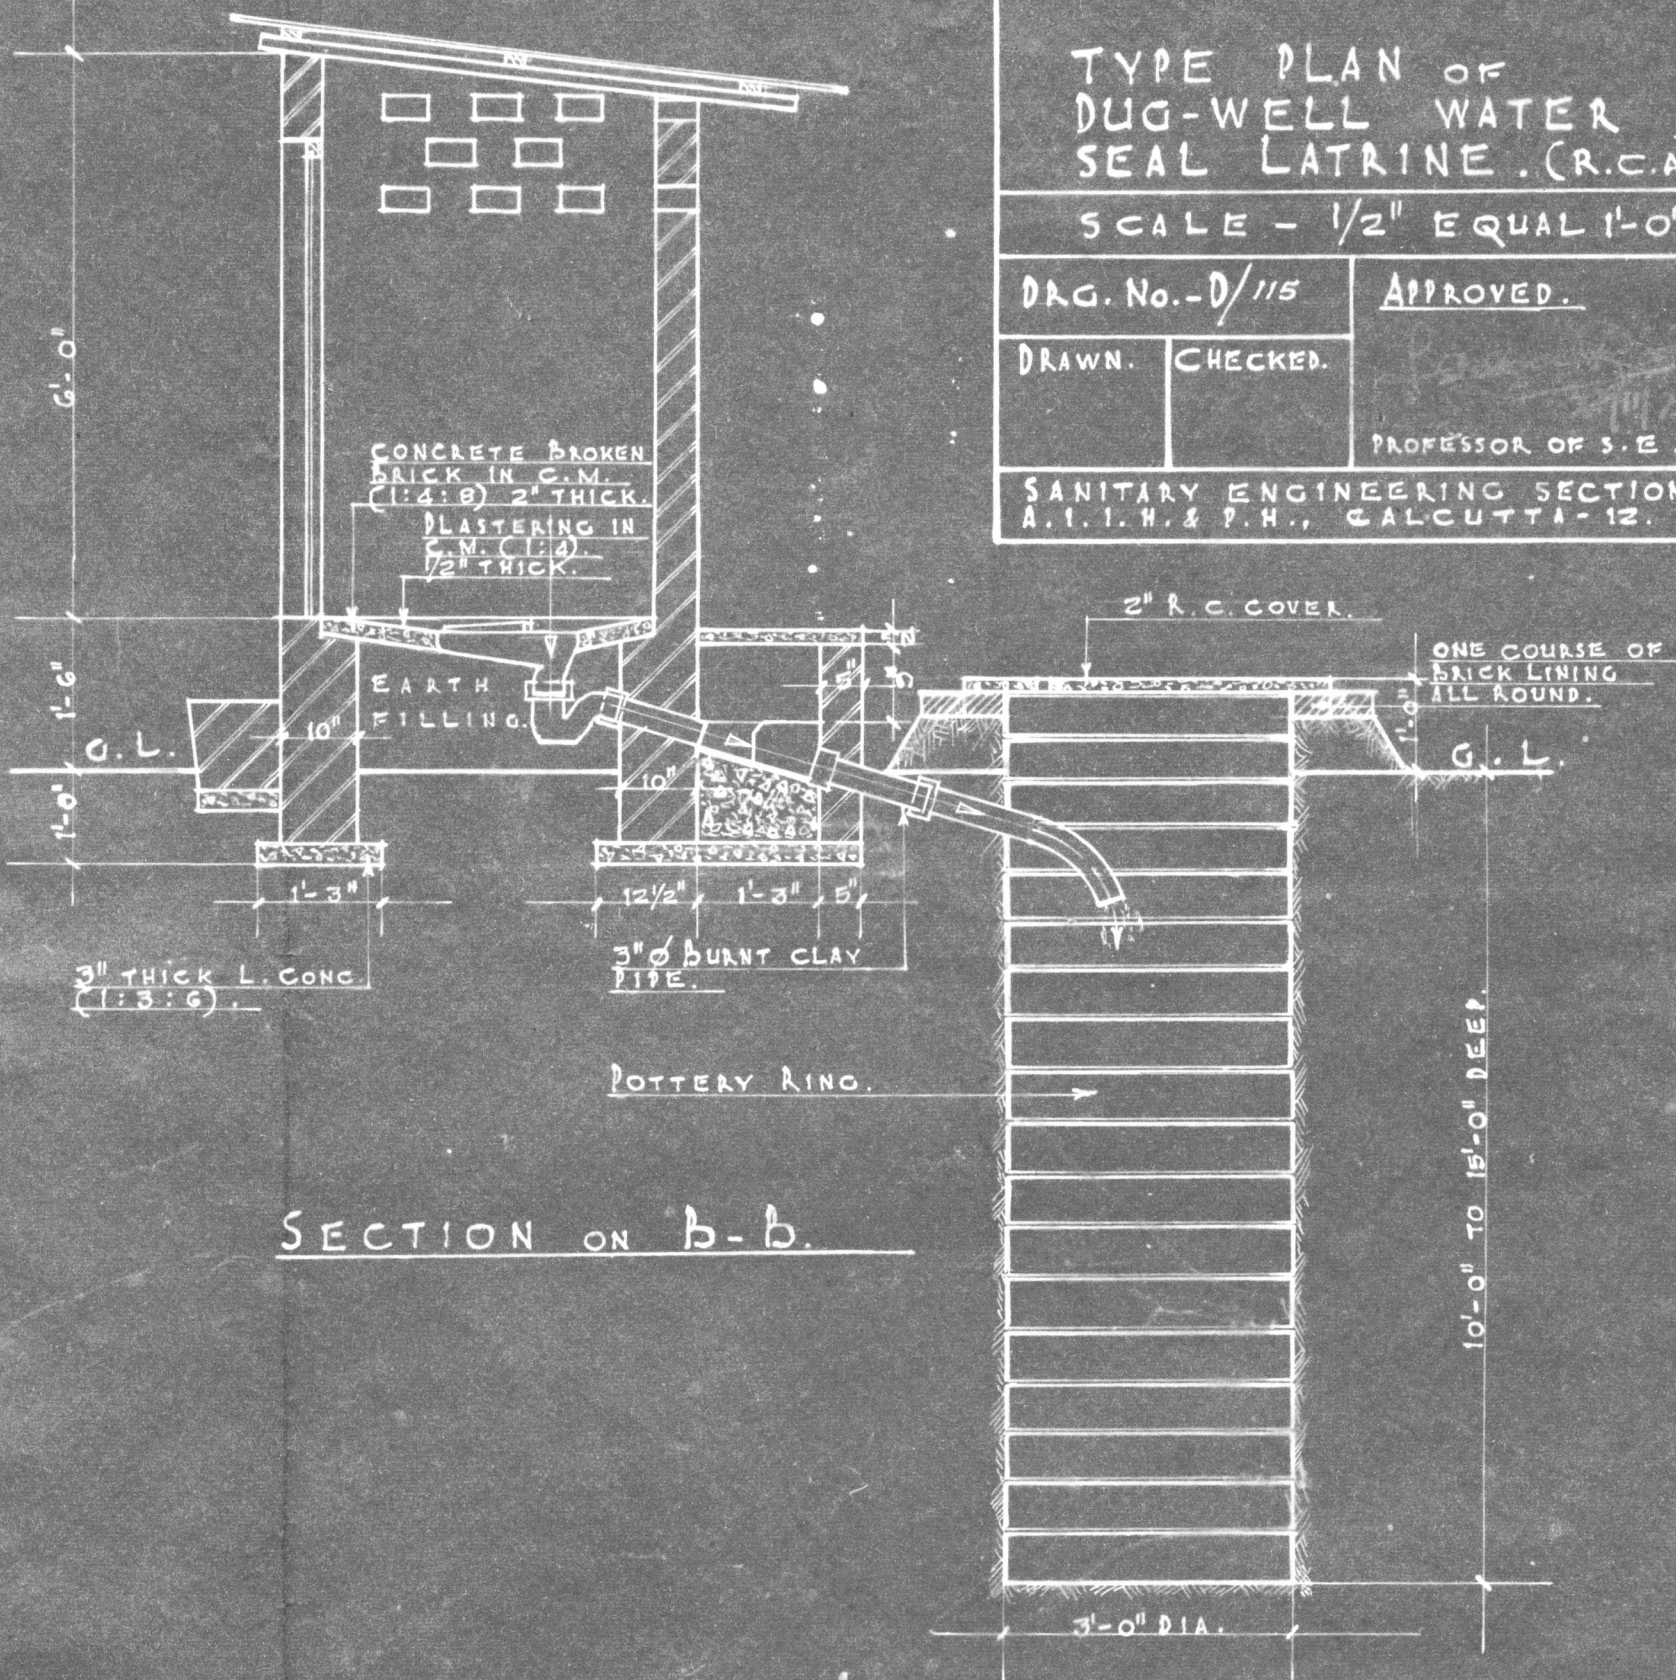 TYPE PLAN OF
DUG-WELL WATER
SEAL LATRINE. (R.C.A
SCALE - 1/2" EQUAL 1'-0"
DRG. No.-D/115
APPROVED.
DRAWN.
CHECKED.
PROFESSOR OF S.E.
SANITARY ENGINEERING SECTION
A.I.I.H. & P.H., CALCUTTA-12.
6'-0"
CONCRETE BROKEN
BRICK IN C.M.
(1:4:8) 2" THICK.
PLASTERING IN
C.M. (1:4).
1/2" THICK.
2" R.C. COVER.
ONE COURSE OF
BRICK LINING
ALL ROUND.
1'-6"
EARTH
FILLING.
10"
5"
2"
9"
1'-0"
G.L.
G.L.
1'-0"
10"
1'-3"
12 1/2"
1'-3"
5"
3" THICK L. CONC.
(1:3:6).
3" Ø BURNT CLAY
PIPE.
POTTERY RING.
10'-0" TO 15'-0" DEEP.
SECTION ON B-B.
3'-0" DIA.